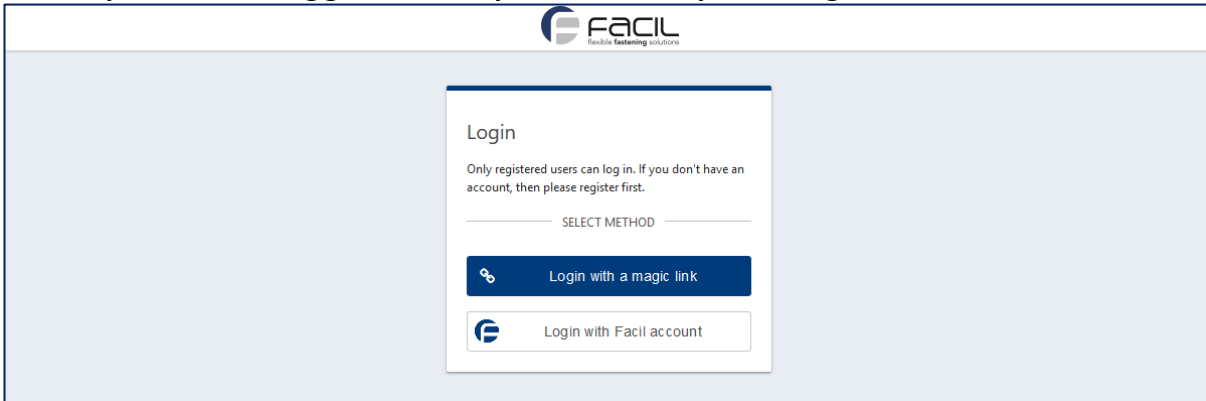 FACIL
flexible fastening solutions
Login
Only registered users can log in. If you don't have an
account, then please register first.
SELECT METHOD
Login with a magic link
Login with Facil account